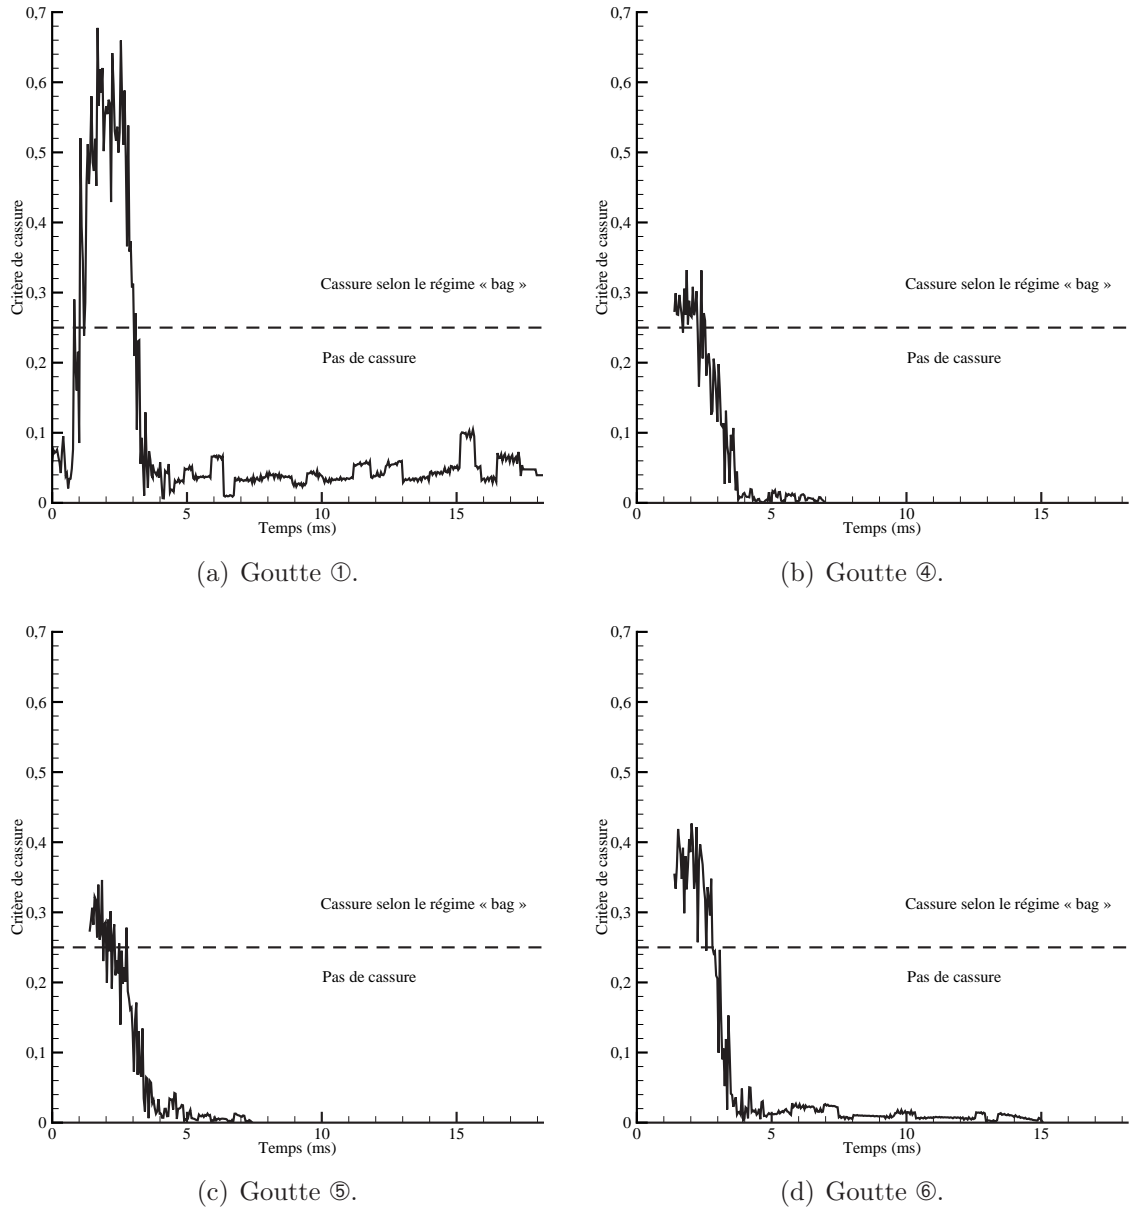 0,7
0,6
0,5
0,4
0,3
0,2
0,1
0
Critère de cassure
Cassure selon le régime « bag »
Pas de cassure
0 5 10 15
Temps (ms)
(a) Goutte ①.
0,7
0,6
0,5
0,4
0,3
0,2
0,1
0
Critère de cassure
Cassure selon le régime « bag »
Pas de cassure
0 5 10 15
Temps (ms)
(b) Goutte ④.
0,7
0,6
0,5
0,4
0,3
0,2
0,1
0
Critère de cassure
Cassure selon le régime « bag »
Pas de cassure
0 5 10 15
Temps (ms)
(c) Goutte ⑤.
0,7
0,6
0,5
0,4
0,3
0,2
0,1
0
Critère de cassure
Cassure selon le régime « bag »
Pas de cassure
0 5 10 15
Temps (ms)
(d) Goutte ⑥.